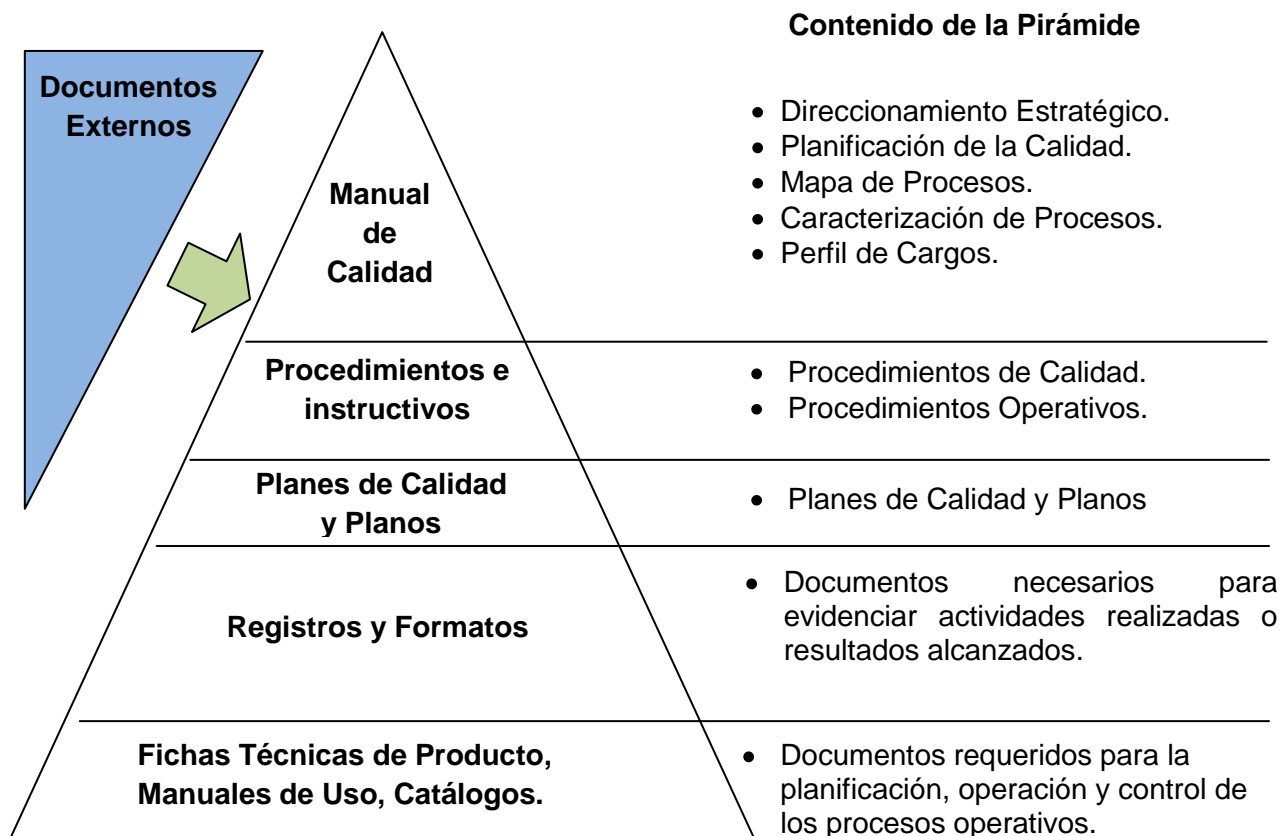 Contenido de la Pirámide
Documentos
Externos
Manual
de
Calidad
• Direccionamiento Estratégico.
• Planificación de la Calidad.
• Mapa de Procesos.
• Caracterización de Procesos.
• Perfil de Cargos.
Procedimientos e
instructivos
• Procedimientos de Calidad.
• Procedimientos Operativos.
Planes de Calidad
y Planos
• Planes de Calidad y Planos
Registros y Formatos
• Documentos necesarios para
evidenciar actividades realizadas o
resultados alcanzados.
Fichas Técnicas de Producto,
Manuales de Uso, Catálogos.
• Documentos requeridos para la
planificación, operación y control de
los procesos operativos.